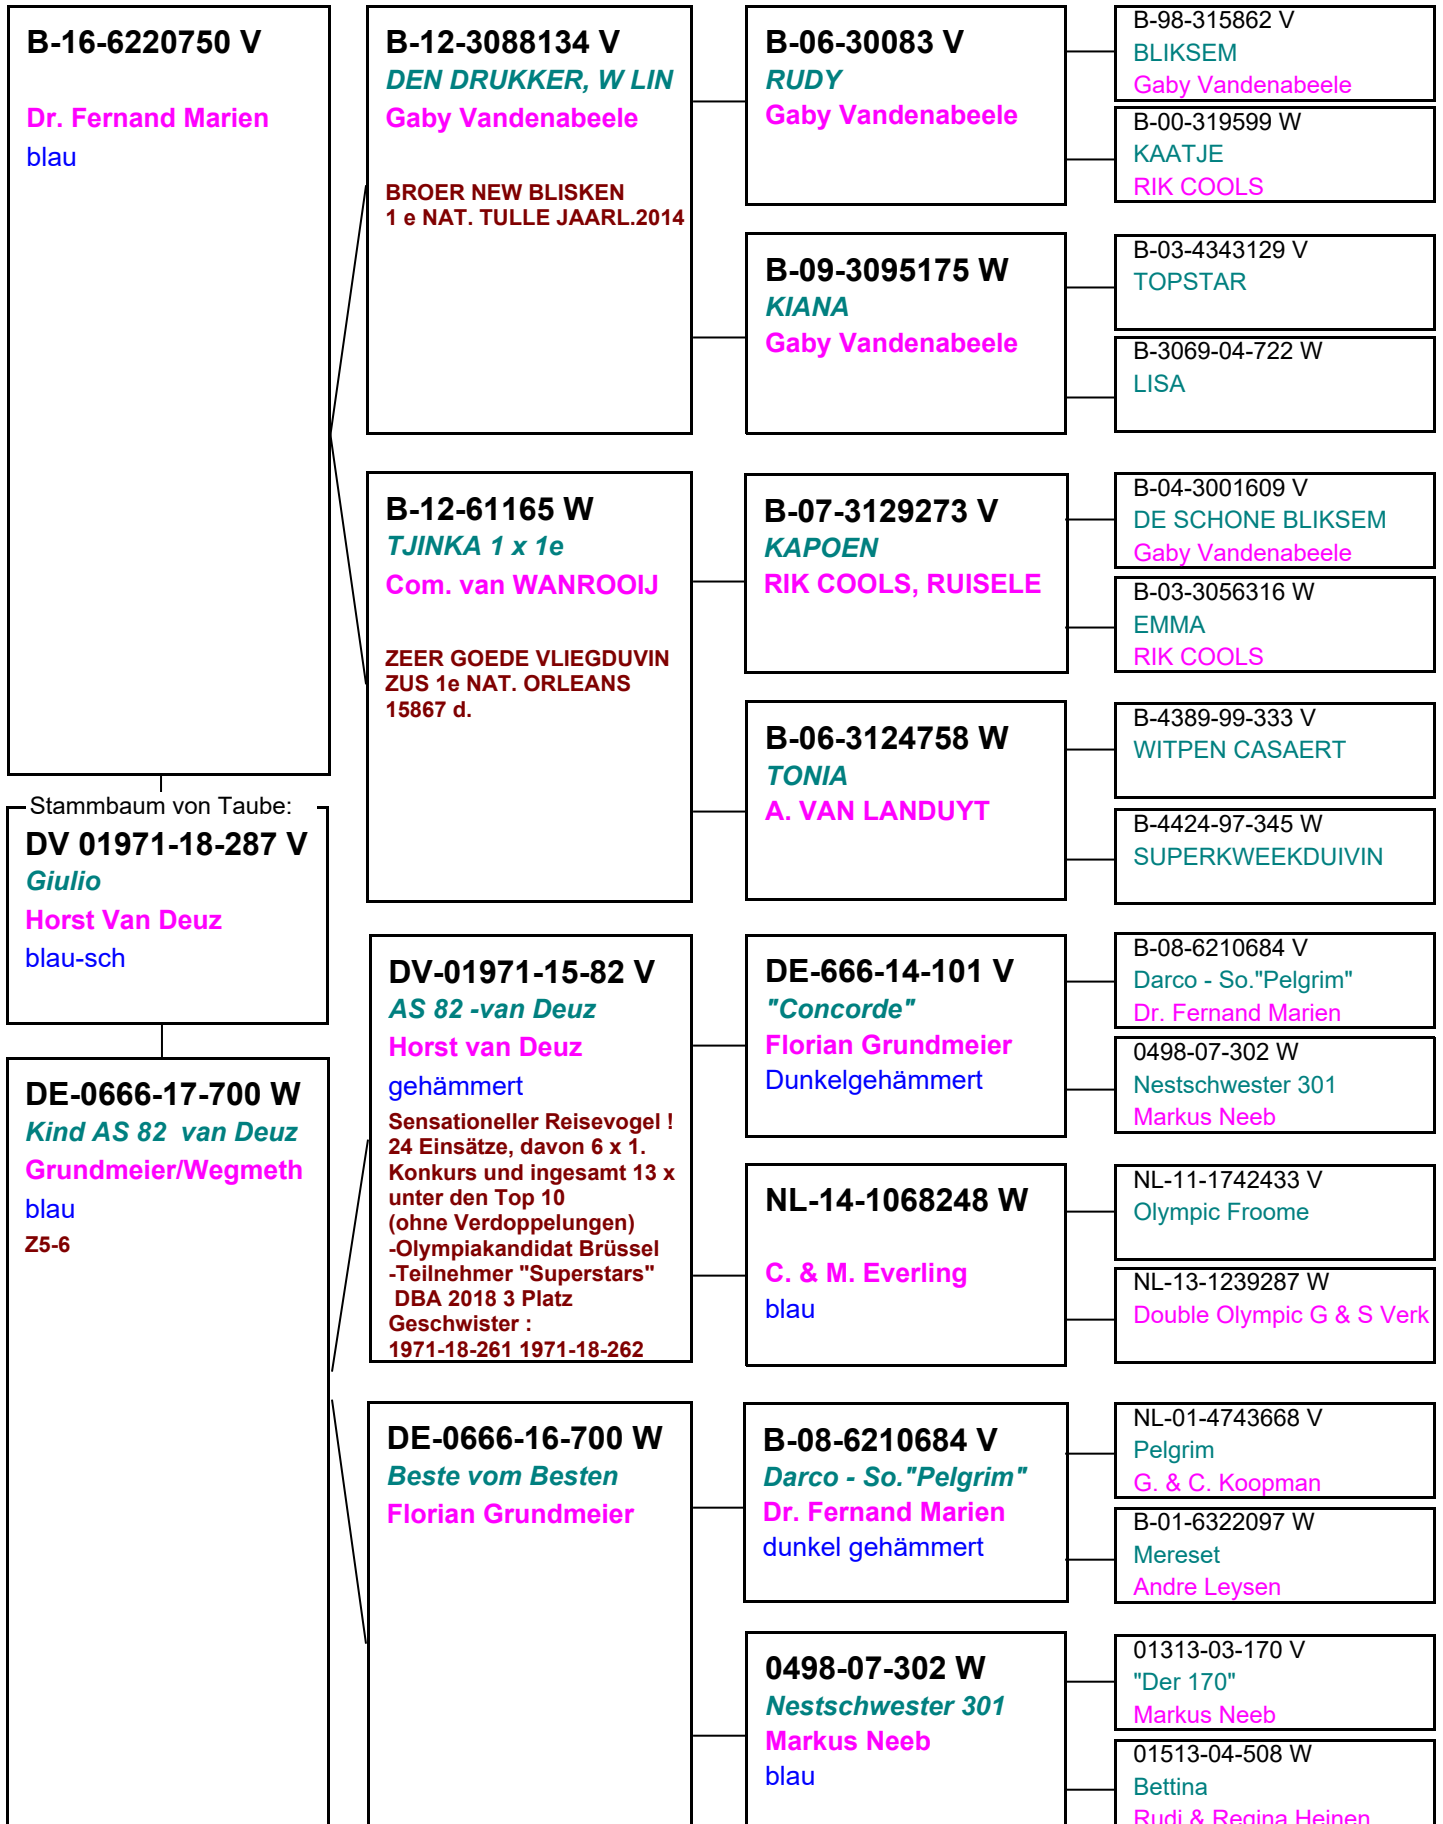 B-16-6220750 V
Dr. Fernand Marien
blau
Stammbaum von Taube:
DV 01971-18-287 V
Giulio
Horst Van Deuz
blau-sch
DE-0666-17-700 W
Kind AS 82  van Deuz
Grundmeier/Wegmeth
blau
Z5-6
B-12-3088134 V
DEN DRUKKER, W LIN
Gaby Vandenabeele
BROER NEW BLISKEN
1 e NAT. TULLE JAARL.2014
B-12-61165 W
TJINKA 1 x 1e
Com. van WANROOIJ
ZEER GOEDE VLIEGDUVIN
ZUS 1e NAT. ORLEANS
15867 d.
DV-01971-15-82 V
AS 82 -van Deuz
Horst van Deuz
gehämmert
Sensationeller Reisevogel !
24 Einsätze, davon 6 x 1.
Konkurs und ingesamt 13 x
unter den Top 10
(ohne Verdoppelungen)
-Olympiakandidat Brüssel
-Teilnehmer "Superstars"
DBA 2018 3 Platz
Geschwister :
1971-18-261 1971-18-262
DE-0666-16-700 W
Beste vom Besten
Florian Grundmeier
B-06-30083 V
RUDY
Gaby Vandenabeele
B-09-3095175 W
KIANA
Gaby Vandenabeele
B-07-3129273 V
KAPOEN
RIK COOLS, RUISELE
B-06-3124758 W
TONIA
A. VAN LANDUYT
DE-666-14-101 V
"Concorde"
Florian Grundmeier
Dunkelgehämmert
NL-14-1068248 W
C. & M. Everling
blau
B-08-6210684 V
Darco - So."Pelgrim"
Dr. Fernand Marien
dunkel gehämmert
0498-07-302 W
Nestschwester 301
Markus Neeb
blau
B-98-315862 V
BLIKSEM
Gaby Vandenabeele
B-00-319599 W
KAATJE
RIK COOLS
B-03-4343129 V
TOPSTAR
B-3069-04-722 W
LISA
B-04-3001609 V
DE SCHONE BLIKSEM
Gaby Vandenabeele
B-03-3056316 W
EMMA
RIK COOLS
B-4389-99-333 V
WITPEN CASAERT
B-4424-97-345 W
SUPERKWEEKDUIVIN
B-08-6210684 V
Darco - So."Pelgrim"
Dr. Fernand Marien
0498-07-302 W
Nestschwester 301
Markus Neeb
NL-11-1742433 V
Olympic Froome
NL-13-1239287 W
Double Olympic G & S Verk
NL-01-4743668 V
Pelgrim
G. & C. Koopman
B-01-6322097 W
Mereset
Andre Leysen
01313-03-170 V
"Der 170"
Markus Neeb
01513-04-508 W
Bettina
Rudi & Regina Heinen